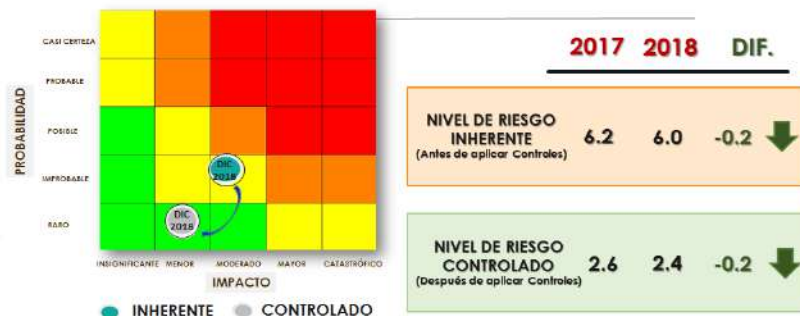 CASI CERTEZA
PROBABLE
POSIBLE
IMPROBABLE
RARO
PROBABILIDAD
DIC
2018
DIC
2018
INSIGNIFICANTE MENOR MODERADO MAYOR CATASTRÓFICO
IMPACTO
INHERENTE CONTROLADO
2017 2018 DIF.
NIVEL DE RIESGO
INHERENTE
(Antes de aplicar Controles)
6.2 6.0 -0.2
NIVEL DE RIESGO
CONTROLADO
(Después de aplicar Controles)
2.6 2.4 -0.2